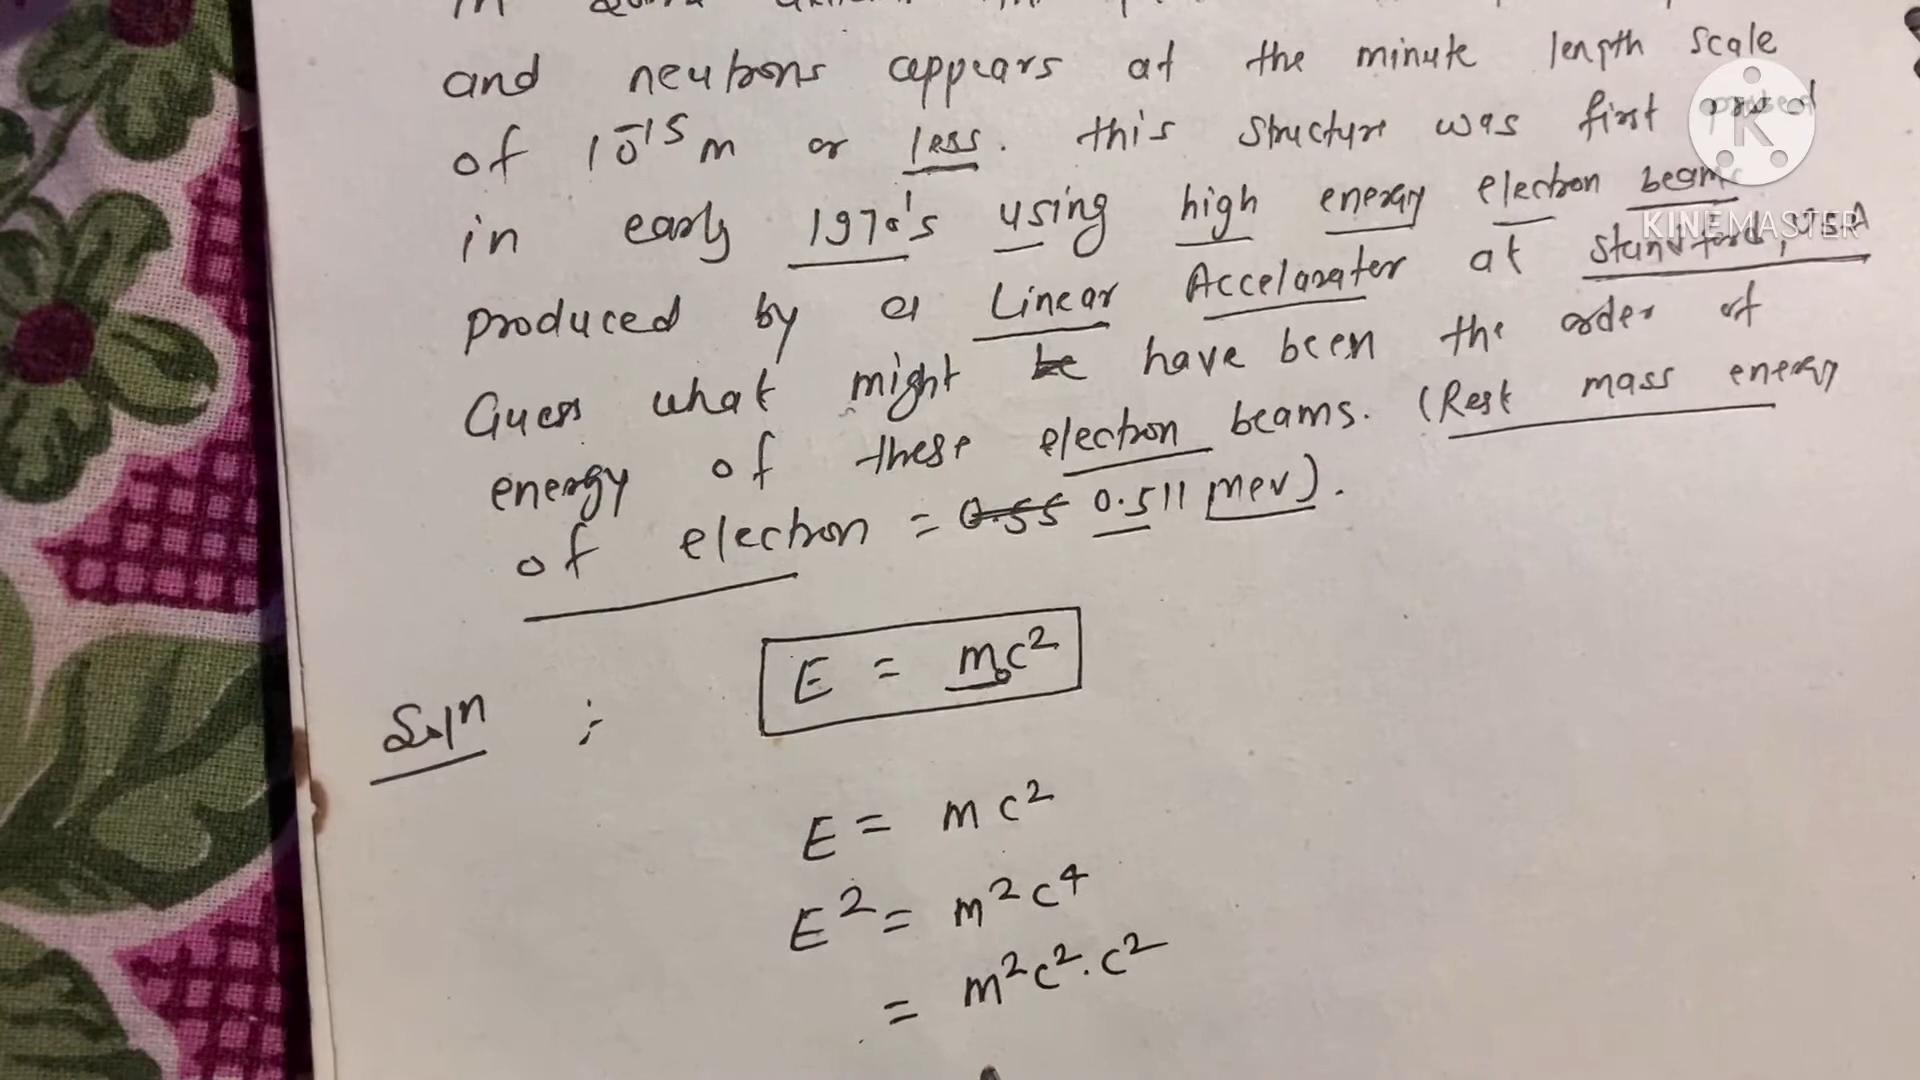 and neutrons appears at the minute length scale
of 10^-15 m or less. this structure was first
in early 1970's using high energy electron beams
KINEMASTER
produced by a Linear Accelarater at USA
Guess what might be have been the order of
energy of these electron beams. (Rest mass energy
of electron = 0.55 0.511 mev).
E = m₀c²
Solⁿ :-
E = mc²
E² = m²c⁴
= m²c².c²